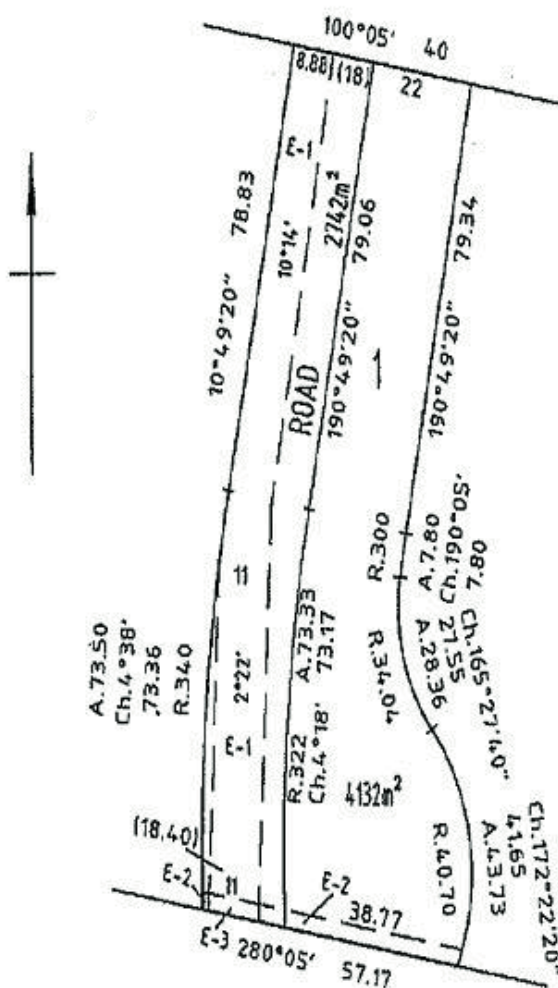 100°05' 40
8.88 (18)
22
E-1
78.83
10°14'
2742m²
79.06
79.34
10°49'20"
ROAD
190°49'20"
1
190°49'20"
R.300
A.7.80
Ch.190°05'
7.80
11
A.73.50
Ch.4°38'
73.36
R.340
2°22'
E-1
A.73.33
73.17
R.322
Ch.4°18'
R.34.04
A.28.36
27.55
Ch.165°27'40"
4132m²
(18,40)
E-2
11
E-2
38.77
R.40.70
A.43.73
41.65
Ch.172°22'20"
E-3
280°05'
57.17